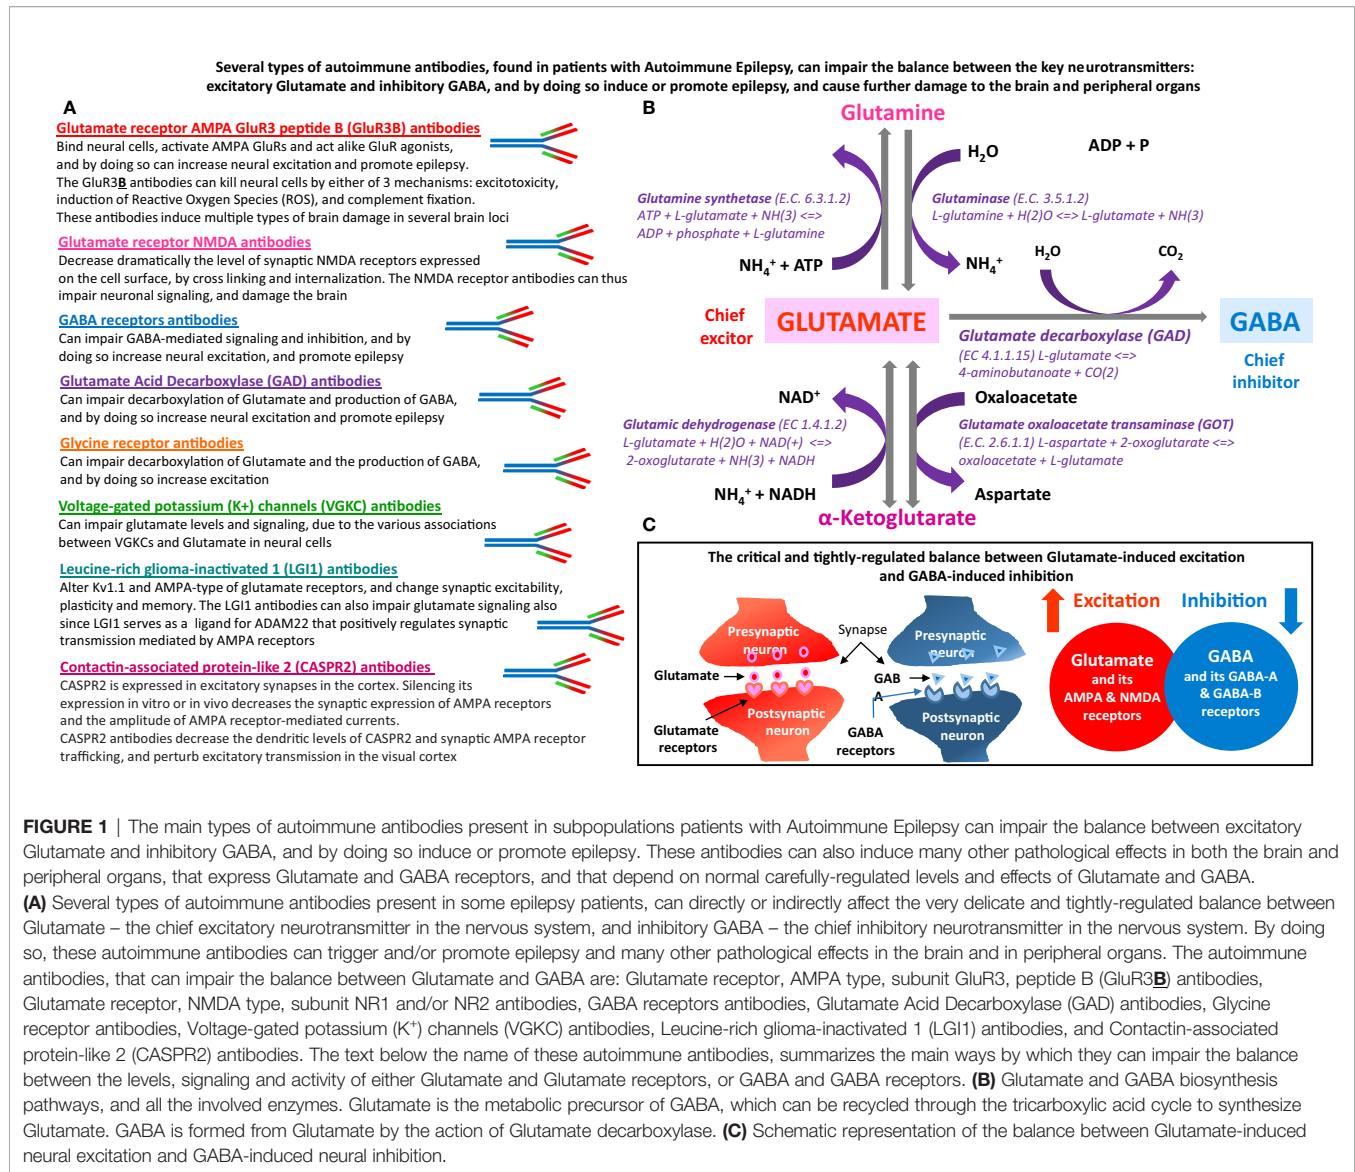 Several types of autoimmune antibodies, found in patients with Autoimmune Epilepsy, can impair the balance between the key neurotransmitters:
excitatory Glutamate and inhibitory GABA, and by doing so induce or promote epilepsy, and cause further damage to the brain and peripheral organs
A
Glutamate receptor AMPA GluR3 peptide B (GluR3B) antibodies
Bind neural cells, activate AMPA GluRs and act alike GluR agonists,
and by doing so can increase neural excitation and promote epilepsy.
The GluR3B antibodies can kill neural cells by either of 3 mechanisms: excitotoxicity,
induction of Reactive Oxygen Species (ROS), and complement fixation.
These antibodies induce multiple types of brain damage in several brain loci
Glutamate receptor NMDA antibodies
Decrease dramatically the level of synaptic NMDA receptors expressed
on the cell surface, by cross linking and internalization. The NMDA receptor antibodies can thus
impair neuronal signaling, and damage the brain
GABA receptors antibodies
Can impair GABA-mediated signaling and inhibition, and by
doing so increase neural excitation, and promote epilepsy
Glutamate Acid Decarboxylase (GAD) antibodies
Can impair decarboxylation of Glutamate and production of GABA,
and by doing so increase neural excitation and promote epilepsy
Glycine receptor antibodies
Can impair decarboxylation of Glutamate and the production of GABA,
and by doing so increase excitation
Voltage-gated potassium (K+) channels (VGKC) antibodies
Can impair glutamate levels and signaling, due to the various associations
between VGKCs and Glutamate in neural cells
Leucine-rich glioma-inactivated 1 (LGI1) antibodies
Alter Kv1.1 and AMPA-type of glutamate receptors, and change synaptic excitability,
plasticity and memory. The LGI1 antibodies can also impair glutamate signaling also
since LGI1 serves as a ligand for ADAM22 that positively regulates synaptic
transmission mediated by AMPA receptors
Contactin-associated protein-like 2 (CASPR2) antibodies
CASPR2 is expressed in excitatory synapses in the cortex. Silencing its
expression in vitro or in vivo decreases the synaptic expression of AMPA receptors
and the amplitude of AMPA receptor-mediated currents.
CASPR2 antibodies decrease the dendritic levels of CASPR2 and synaptic AMPA receptor
trafficking, and perturb excitatory transmission in the visual cortex
B
Glutamine
H2O
ADP + P
Glutamine synthetase (E.C. 6.3.1.2)
ATP + L-glutamate + NH(3) <=>
ADP + phosphate + L-glutamine
Glutaminase (E.C. 3.5.1.2)
L-glutamine + H(2)O <=> L-glutamate + NH(3)
NH4+ + ATP
NH4+
H2O
CO2
Chief
excitor
GLUTAMATE
GABA
Glutamate decarboxylase (GAD)
(EC 4.1.1.15) L-glutamate <=>
4-aminobutanoate + CO(2)
Chief
inhibitor
NAD+
Oxaloacetate
Glutamic dehydrogenase (EC 1.4.1.2)
L-glutamate + H(2)O + NAD(+) <=>
2-oxoglutarate + NH(3) + NADH
Glutamate oxaloacetate transaminase (GOT)
(E.C. 2.6.1.1) L-aspartate + 2-oxoglutarate <=>
oxaloacetate + L-glutamate
NH4+ + NADH
Aspartate
α-Ketoglutarate
C
The critical and tightly-regulated balance between Glutamate-induced excitation
and GABA-induced inhibition
Presynaptic
neuron
Synapse
Presynaptic
neuron
Glutamate
GAB
A
Glutamate
receptors
Postsynaptic
neuron
GABA
receptors
Postsynaptic
neuron
Excitation
Inhibition
Glutamate
and its
AMPA & NMDA
receptors
GABA
and its GABA-A
& GABA-B
receptors
FIGURE 1 | The main types of autoimmune antibodies present in subpopulations patients with Autoimmune Epilepsy can impair the balance between excitatory
Glutamate and inhibitory GABA, and by doing so induce or promote epilepsy. These antibodies can also induce many other pathological effects in both the brain and
peripheral organs, that express Glutamate and GABA receptors, and that depend on normal carefully-regulated levels and effects of Glutamate and GABA.
(A) Several types of autoimmune antibodies present in some epilepsy patients, can directly or indirectly affect the very delicate and tightly-regulated balance between
Glutamate – the chief excitatory neurotransmitter in the nervous system, and inhibitory GABA – the chief inhibitory neurotransmitter in the nervous system. By doing
so, these autoimmune antibodies can trigger and/or promote epilepsy and many other pathological effects in the brain and in peripheral organs. The autoimmune
antibodies, that can impair the balance between Glutamate and GABA are: Glutamate receptor, AMPA type, subunit GluR3, peptide B (GluR3B) antibodies,
Glutamate receptor, NMDA type, subunit NR1 and/or NR2 antibodies, GABA receptors antibodies, Glutamate Acid Decarboxylase (GAD) antibodies, Glycine
receptor antibodies, Voltage-gated potassium (K+) channels (VGKC) antibodies, Leucine-rich glioma-inactivated 1 (LGI1) antibodies, and Contactin-associated
protein-like 2 (CASPR2) antibodies. The text below the name of these autoimmune antibodies, summarizes the main ways by which they can impair the balance
between the levels, signaling and activity of either Glutamate and Glutamate receptors, or GABA and GABA receptors. (B) Glutamate and GABA biosynthesis
pathways, and all the involved enzymes. Glutamate is the metabolic precursor of GABA, which can be recycled through the tricarboxylic acid cycle to synthesize
Glutamate. GABA is formed from Glutamate by the action of Glutamate decarboxylase. (C) Schematic representation of the balance between Glutamate-induced
neural excitation and GABA-induced neural inhibition.